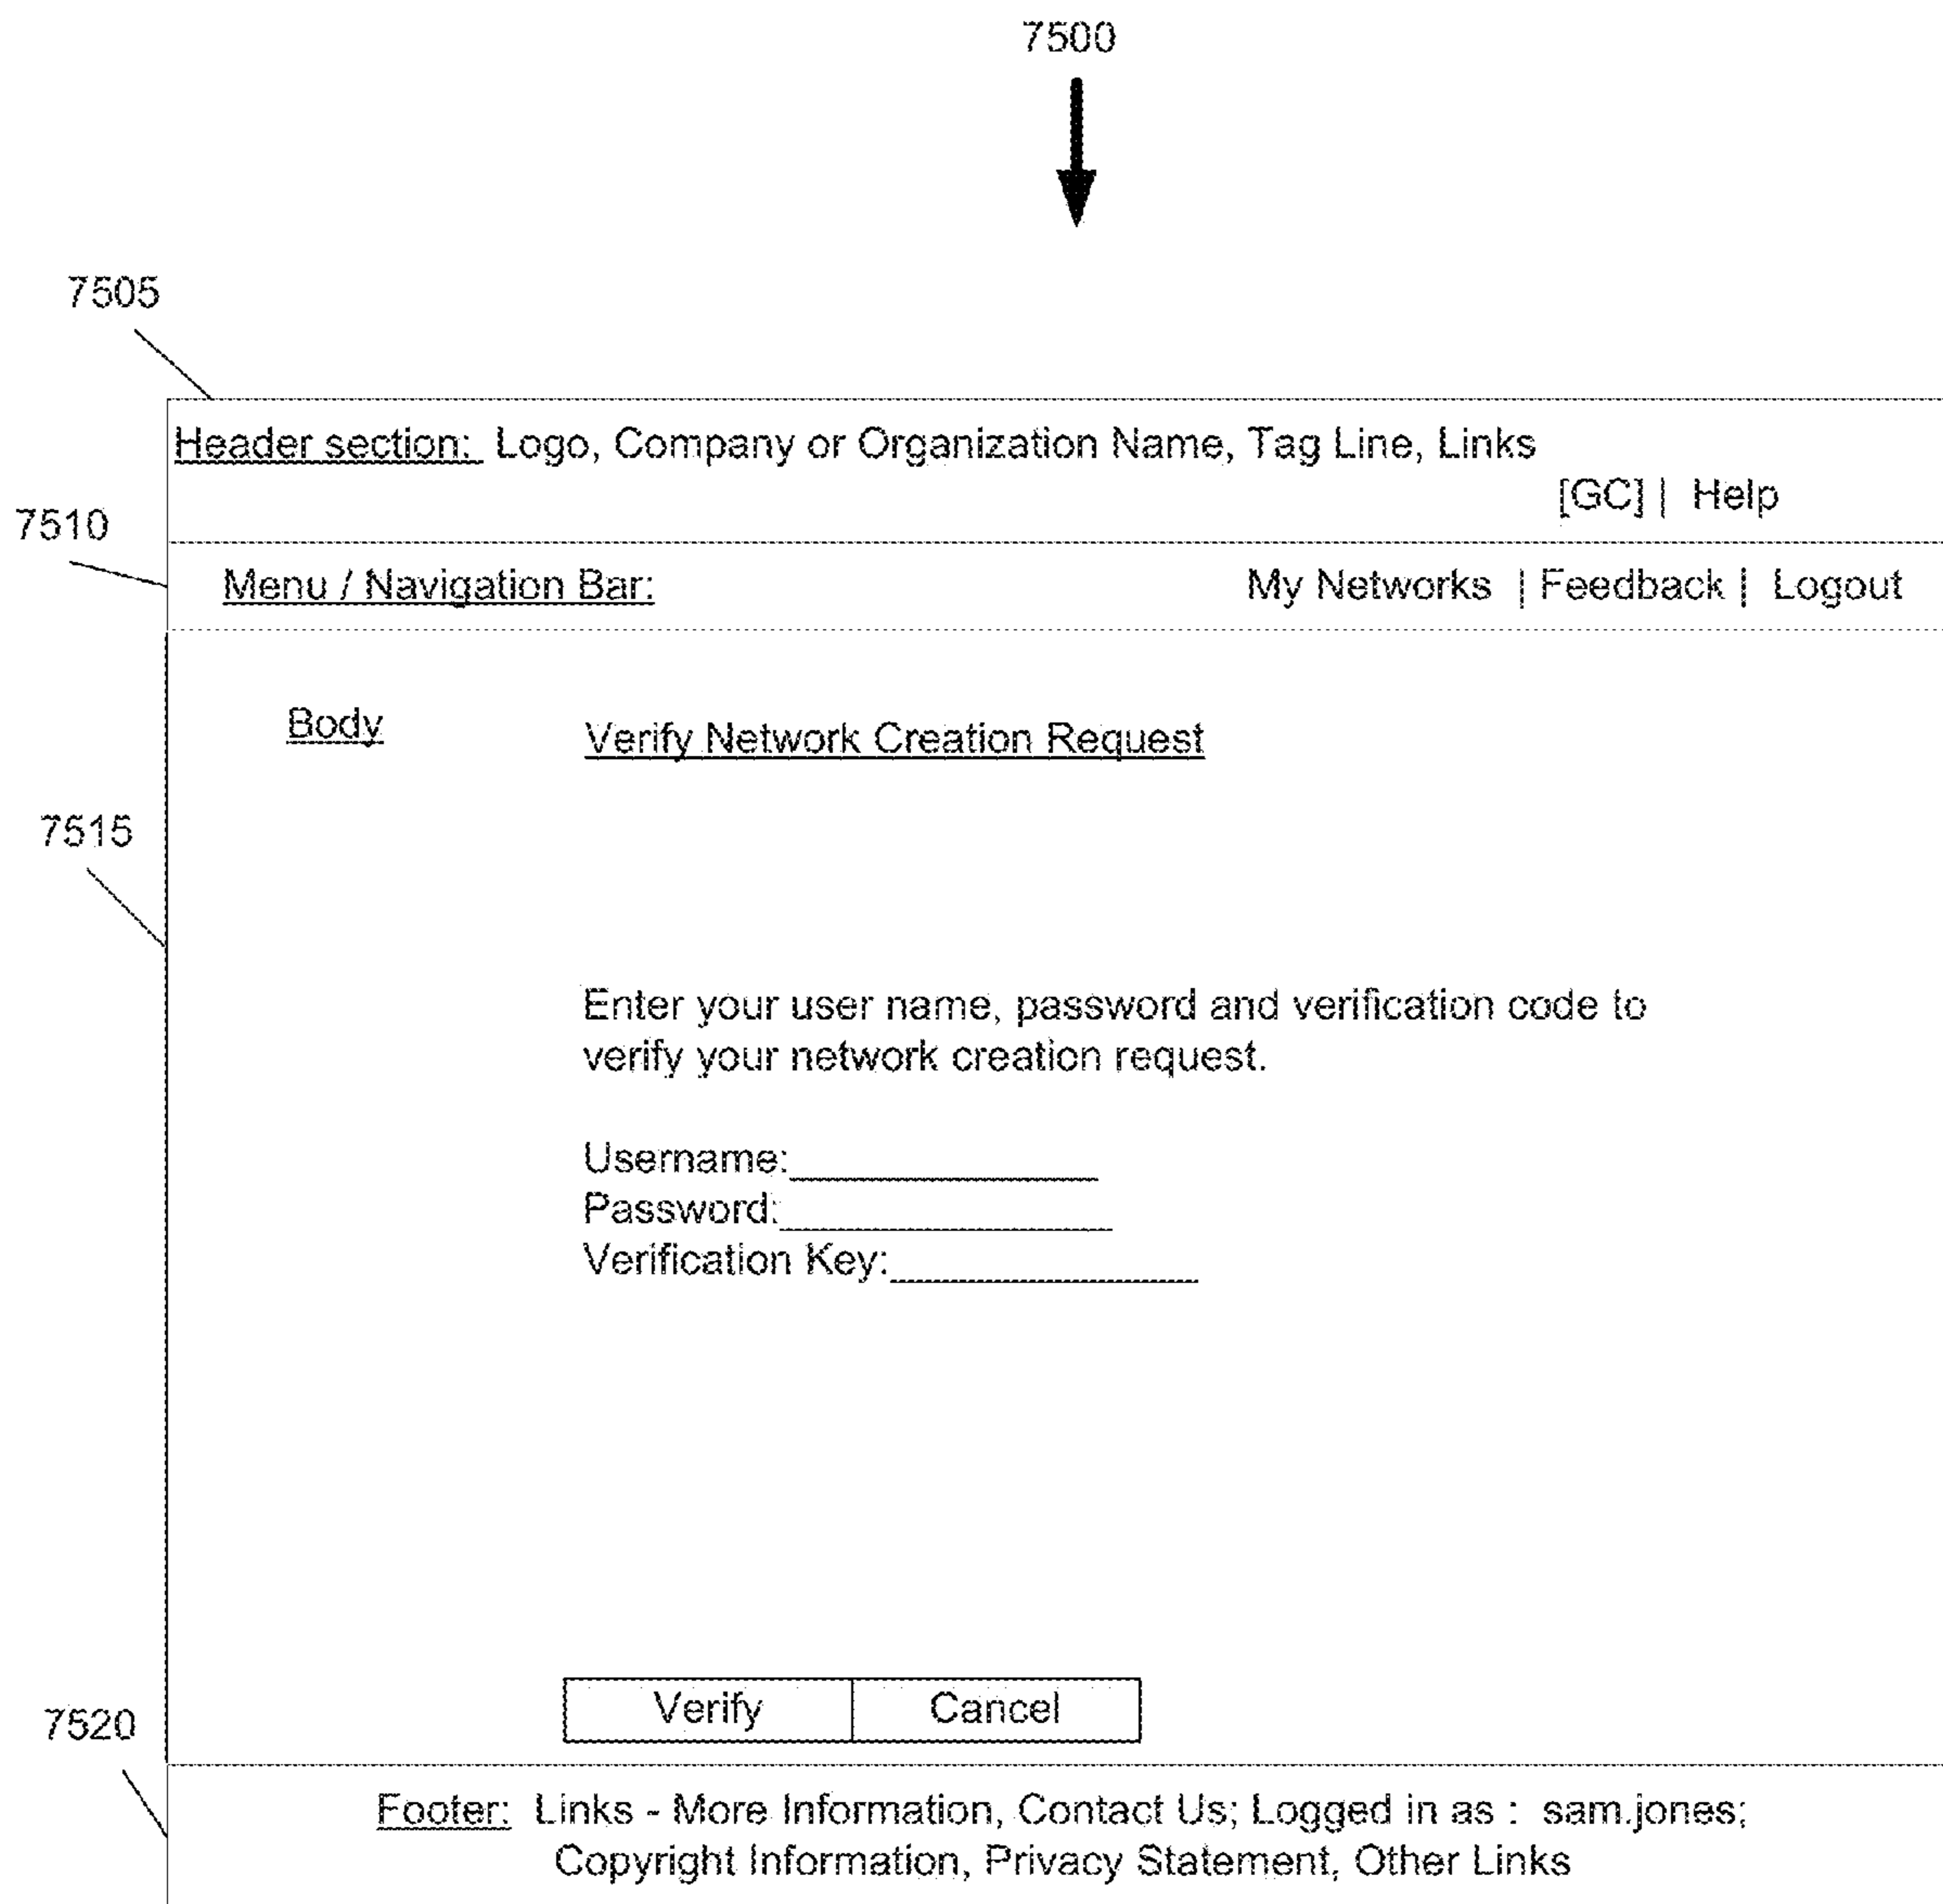 7500
7505
Header section: Logo, Company or Organization Name, Tag Line, Links
[GC] | Help
7510
Menu / Navigation Bar: My Networks | Feedback | Logout
Body Verify Network Creation Request
7515
Enter your user name, password and verification code to
verify your network creation request.
Username:
Password:
Verification Key:
Verify Cancel
7520
Footer: Links - More Information, Contact Us; Logged in as : sam.jones;
Copyright Information, Privacy Statement, Other Links